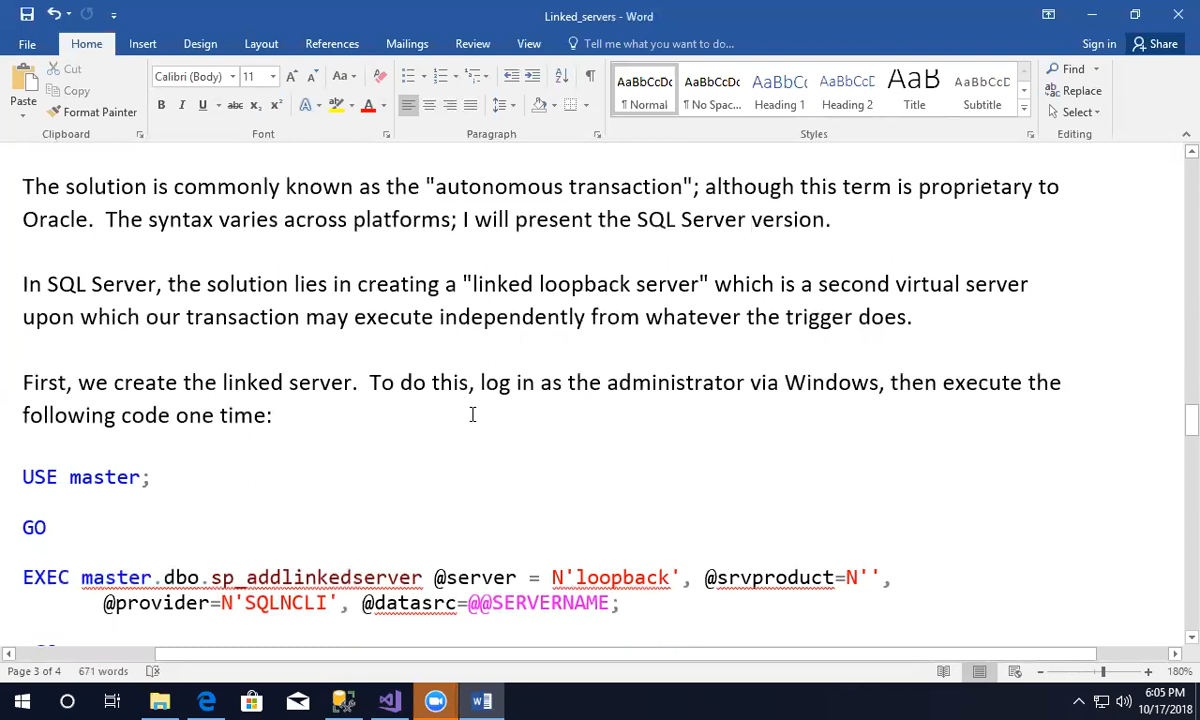 Linked_servers - Word
File Home Insert Design Layout References Mailings Review View Tell me what you want to do... Sign in Share
Paste Cut Copy Format Painter
Calibri (Body) 11
¶ Normal ¶ No Spac... Heading 1 Heading 2 Title Subtitle
Find Replace Select
Clipboard Font Paragraph Styles Editing
The solution is commonly known as the "autonomous transaction"; although this term is proprietary to
Oracle.  The syntax varies across platforms; I will present the SQL Server version.
In SQL Server, the solution lies in creating a "linked loopback server" which is a second virtual server
upon which our transaction may execute independently from whatever the trigger does.
First, we create the linked server.  To do this, log in as the administrator via Windows, then execute the
following code one time:
USE master;
GO
EXEC master.dbo.sp_addlinkedserver @server = N'loopback', @srvproduct=N'',
@provider=N'SQLNCLI', @datasrc=@@SERVERNAME;
Page 3 of 4 671 words 180%
6:05 PM
10/17/2018